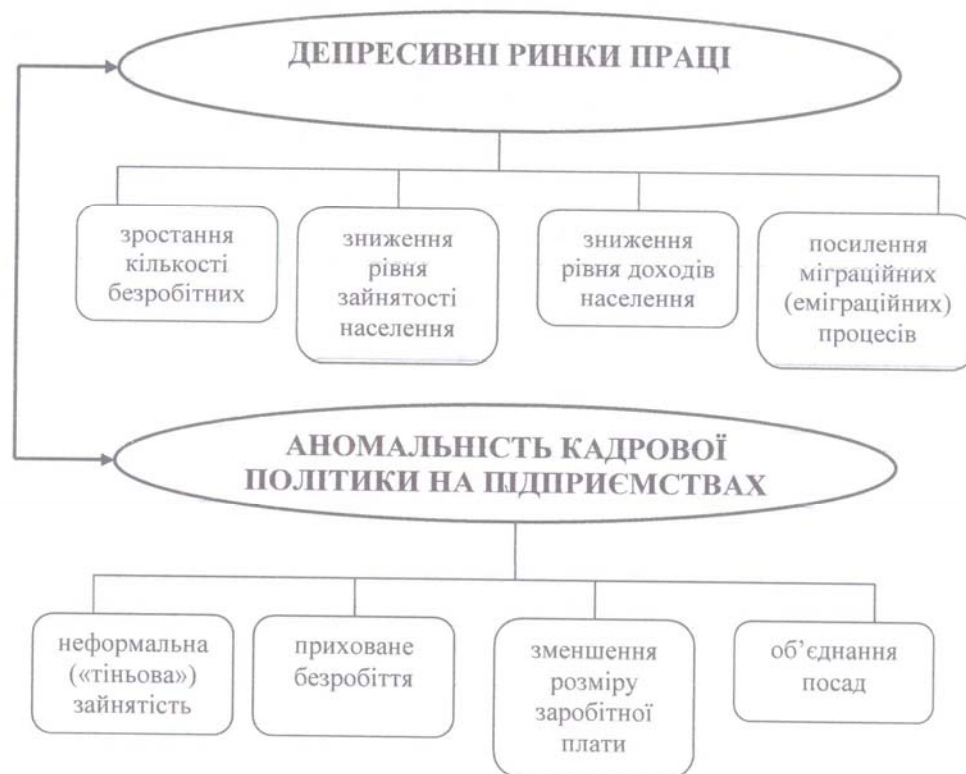 ДЕПРЕСИВНІ РИНКИ ПРАЦІ
зростання
кількості
безробітних
зниження
рівня
зайнятості
населення
зниження
рівня доходів
населення
посилення
міграційних
(еміграційних)
процесів
АНОМАЛЬНІСТЬ КАДРОВОЇ
ПОЛІТИКИ НА ПІДПРИЄМСТВАХ
неформальна
(«тіньова»)
зайнятість
приховане
безробіття
зменшення
розміру
заробітної
плати
об’єднання
посад